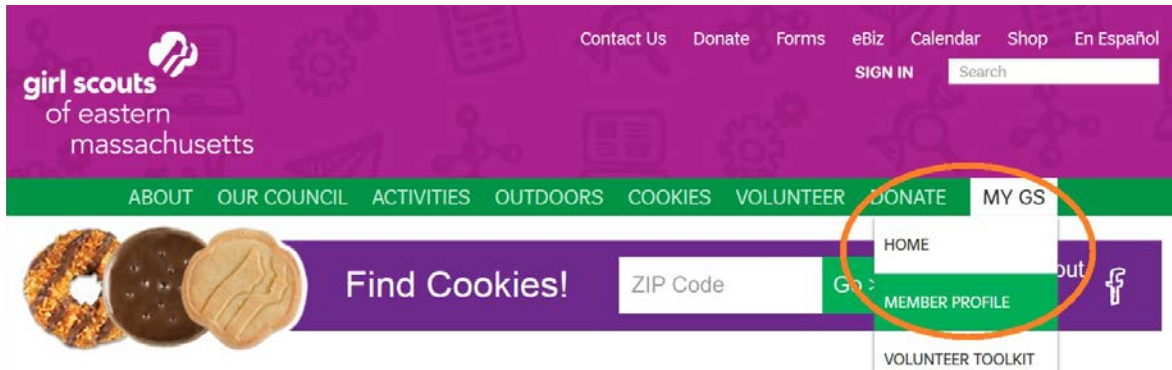 Contact Us Donate Forms eBiz Calendar Shop En Español
SIGN IN Search
girl scouts
of eastern
massachusetts
ABOUT OUR COUNCIL ACTIVITIES OUTDOORS COOKIES VOLUNTEER DONATE MY GS
HOME
Find Cookies! ZIP Code Go >
MEMBER PROFILE
VOLUNTEER TOOLKIT